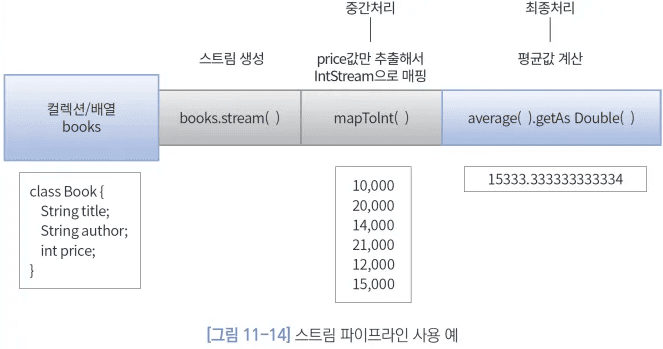 중간처리
최종처리
스트림 생성
price값만 추출해서
IntStream으로 매핑
평균값 계산
컬렉션/배열
books
books.stream( )
mapToInt( )
average( ).getAs Double( )
class Book {
String title;
String author;
int price;
}
10,000
20,000
14,000
21,000
12,000
15,000
15333.333333333334
[그림 11-14] 스트림 파이프라인 사용 예